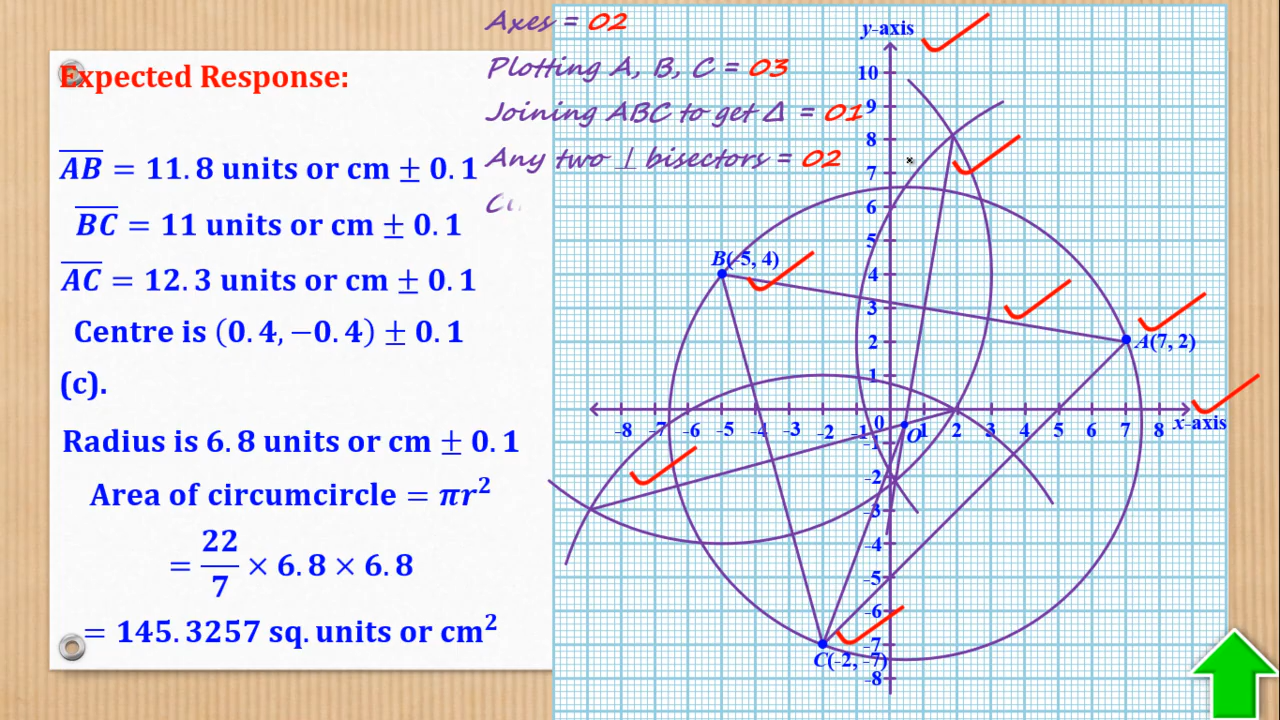 Expected Response:
AB = 11.8 units or cm ± 0.1
BC = 11 units or cm ± 0.1
AC = 12.3 units or cm ± 0.1
Centre is (0.4, −0.4) ± 0.1
(c).
Radius is 6.8 units or cm ± 0.1
Area of circumcircle = πr²
= 22/7 × 6.8 × 6.8
= 145.3257 sq. units or cm²
Axes = 02
Plotting A, B, C = 03
Joining ABC to get Δ = 01
Any two ⊥ bisectors = 02
y-axis
10
9
8
7
6
5
4
3
2
1
0
-1
-2
-3
-4
-5
-6
-7
-8
B(-5, 4)
A(7, 2)
-8 -7 -6 -5 -4 -3 -2 1 2 3 4 5 6 7 8
x-axis
O
C(-2, -7)